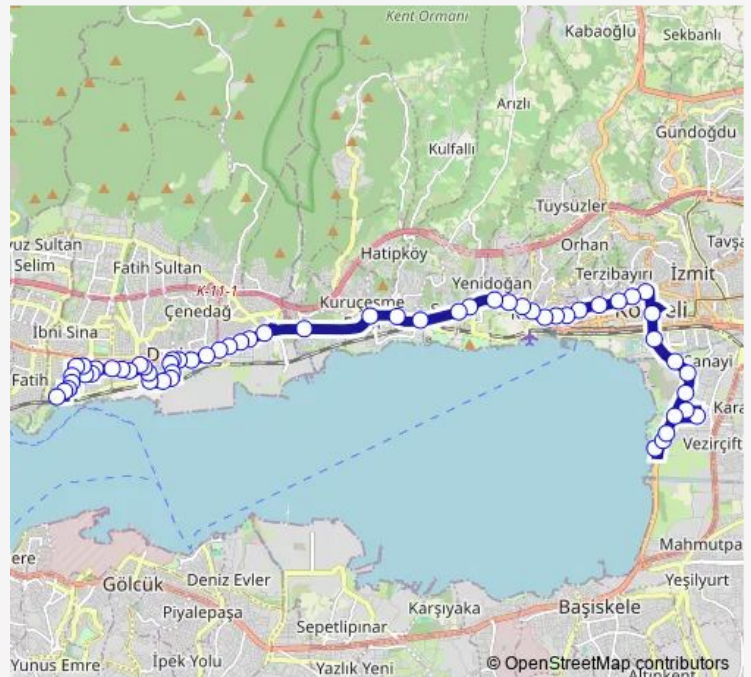 Kent Ormanı
Kabaoğlu
Sekbanlı
Arızlı
Gündoğdu
Kulfallı
Tüysüzler
yuz Sultan
Selim
Fatih Sultan
Hatipköy
Orhan
Tavşa
Terzibayırı
İzmit
K-11-1
Yenidoğan
Çenedağ
Kuruçeşme
İbni Sina
Fatih
Kara
Vezirçift
Mahmutpa
ere
Gölcük
Deniz Evler
Yeşilyurt
Piyalepaşa
Karşıyaka
Başiskele
Sepetlipınar
Yunus Emre
İpek Yolu
Yazlık Yeni
© OpenStreetMap contributors